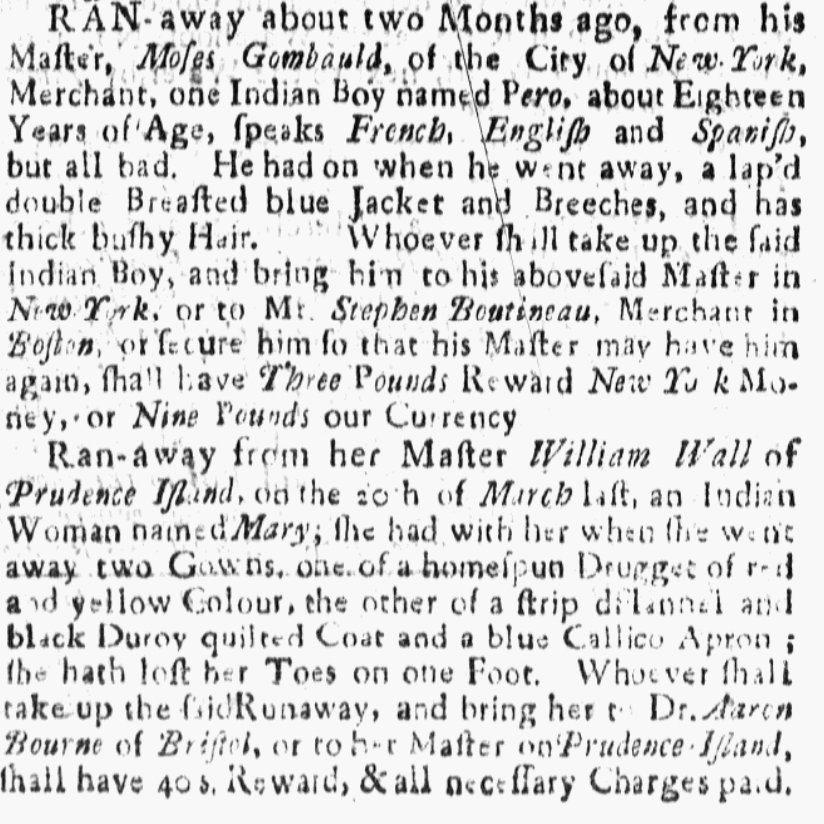 RAN-away about two Months ago, from his
Maſter, Moſes Gombauld, of the City of New-York,
Merchant, one Indian Boy named Pero, about Eighteen
Years of Age, ſpeaks French, Engliſh and Spaniſh,
but all bad. He had on when he went away, a lap'd
double Breaſted blue Jacket and Breeches, and has
thick buſhy Hair. Whoever ſhall take up the ſaid
Indian Boy, and bring him to his aboveſaid Maſter in
New York, or to Mr. Stephen Boutineau, Merchant in
Boſton, or ſecure him ſo that his Maſter may have him
again, ſhall have Three Pounds Reward New York Mo-
ney, or Nine Pounds our Currency
Ran-away from her Maſter William Wall of
Prudence Iſland, on the 20th of March laſt, an Indian
Woman named Mary; ſhe had with her when ſhe went
away two Gowns, one of a homeſpun Drugget of red
and yellow Colour, the other of a ſtrip'd flannel and
black Duroy quilted Coat and a blue Callico Apron;
ſhe hath loſt her Toes on one Foot. Whoever ſhall
take up the ſaid Runaway, and bring her to Dr. Aaron
Bourne of Briſtol, or to her Maſter on Prudence-Iſland,
ſhall have 40 s. Reward, & all neceſſary Charges paid.